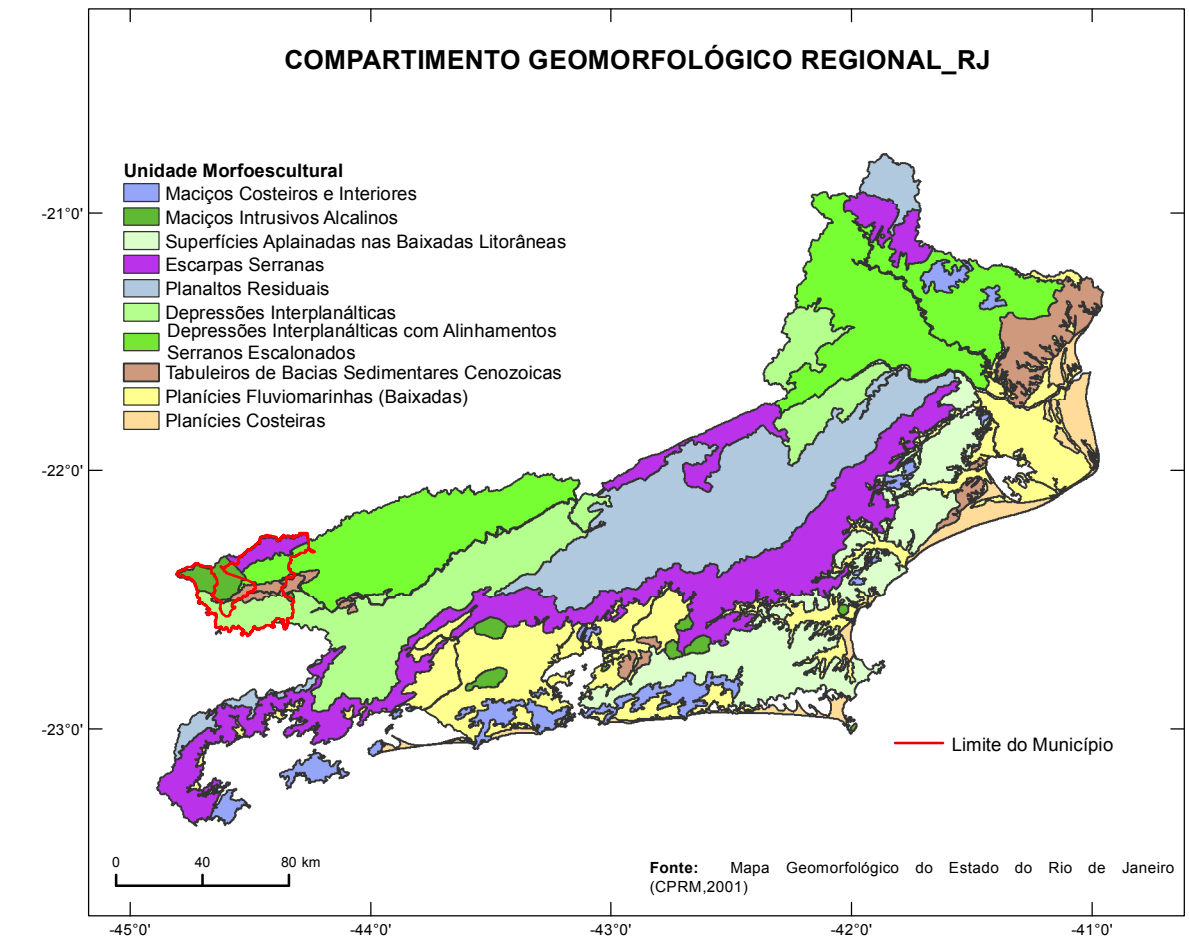 COMPARTIMENTO GEOMORFOLÓGICO REGIONAL_RJ
Unidade Morfoescultural
Maciços Costeiros e Interiores
Maciços Intrusivos Alcalinos
Superfícies Aplainadas nas Baixadas Litorâneas
Escarpas Serranas
Planaltos Residuais
Depressões Interplanálticas
Depressões Interplanálticas com Alinhamentos
Serranos Escalonados
Tabuleiros de Bacias Sedimentares Cenozoicas
Planícies Fluviomarinhas (Baixadas)
Planícies Costeiras
-21°0'
-22°0'
-23°0'
Limite do Município
0 40 80 km
Fonte: Mapa Geomorfológico do Estado do Rio de Janeiro
(CPRM,2001)
-45°0' -44°0' -43°0' -42°0' -41°0'